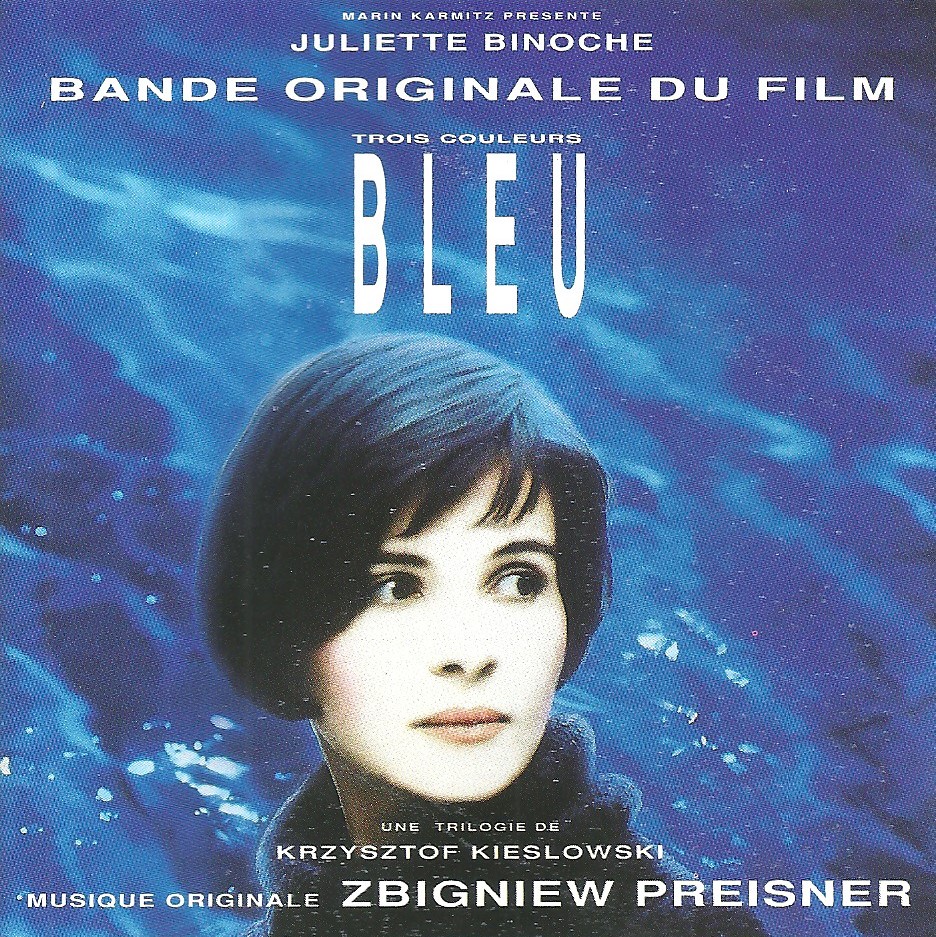 MARIN KARMITZ PRESENTE
JULIETTE BINOCHE
BANDE ORIGINALE DU FILM
TROIS COULEURS
BLEU
UNE TRILOGIE DE
KRZYSZTOF KIESLOWSKI
MUSIQUE ORIGINALE ZBIGNIEW PREISNER